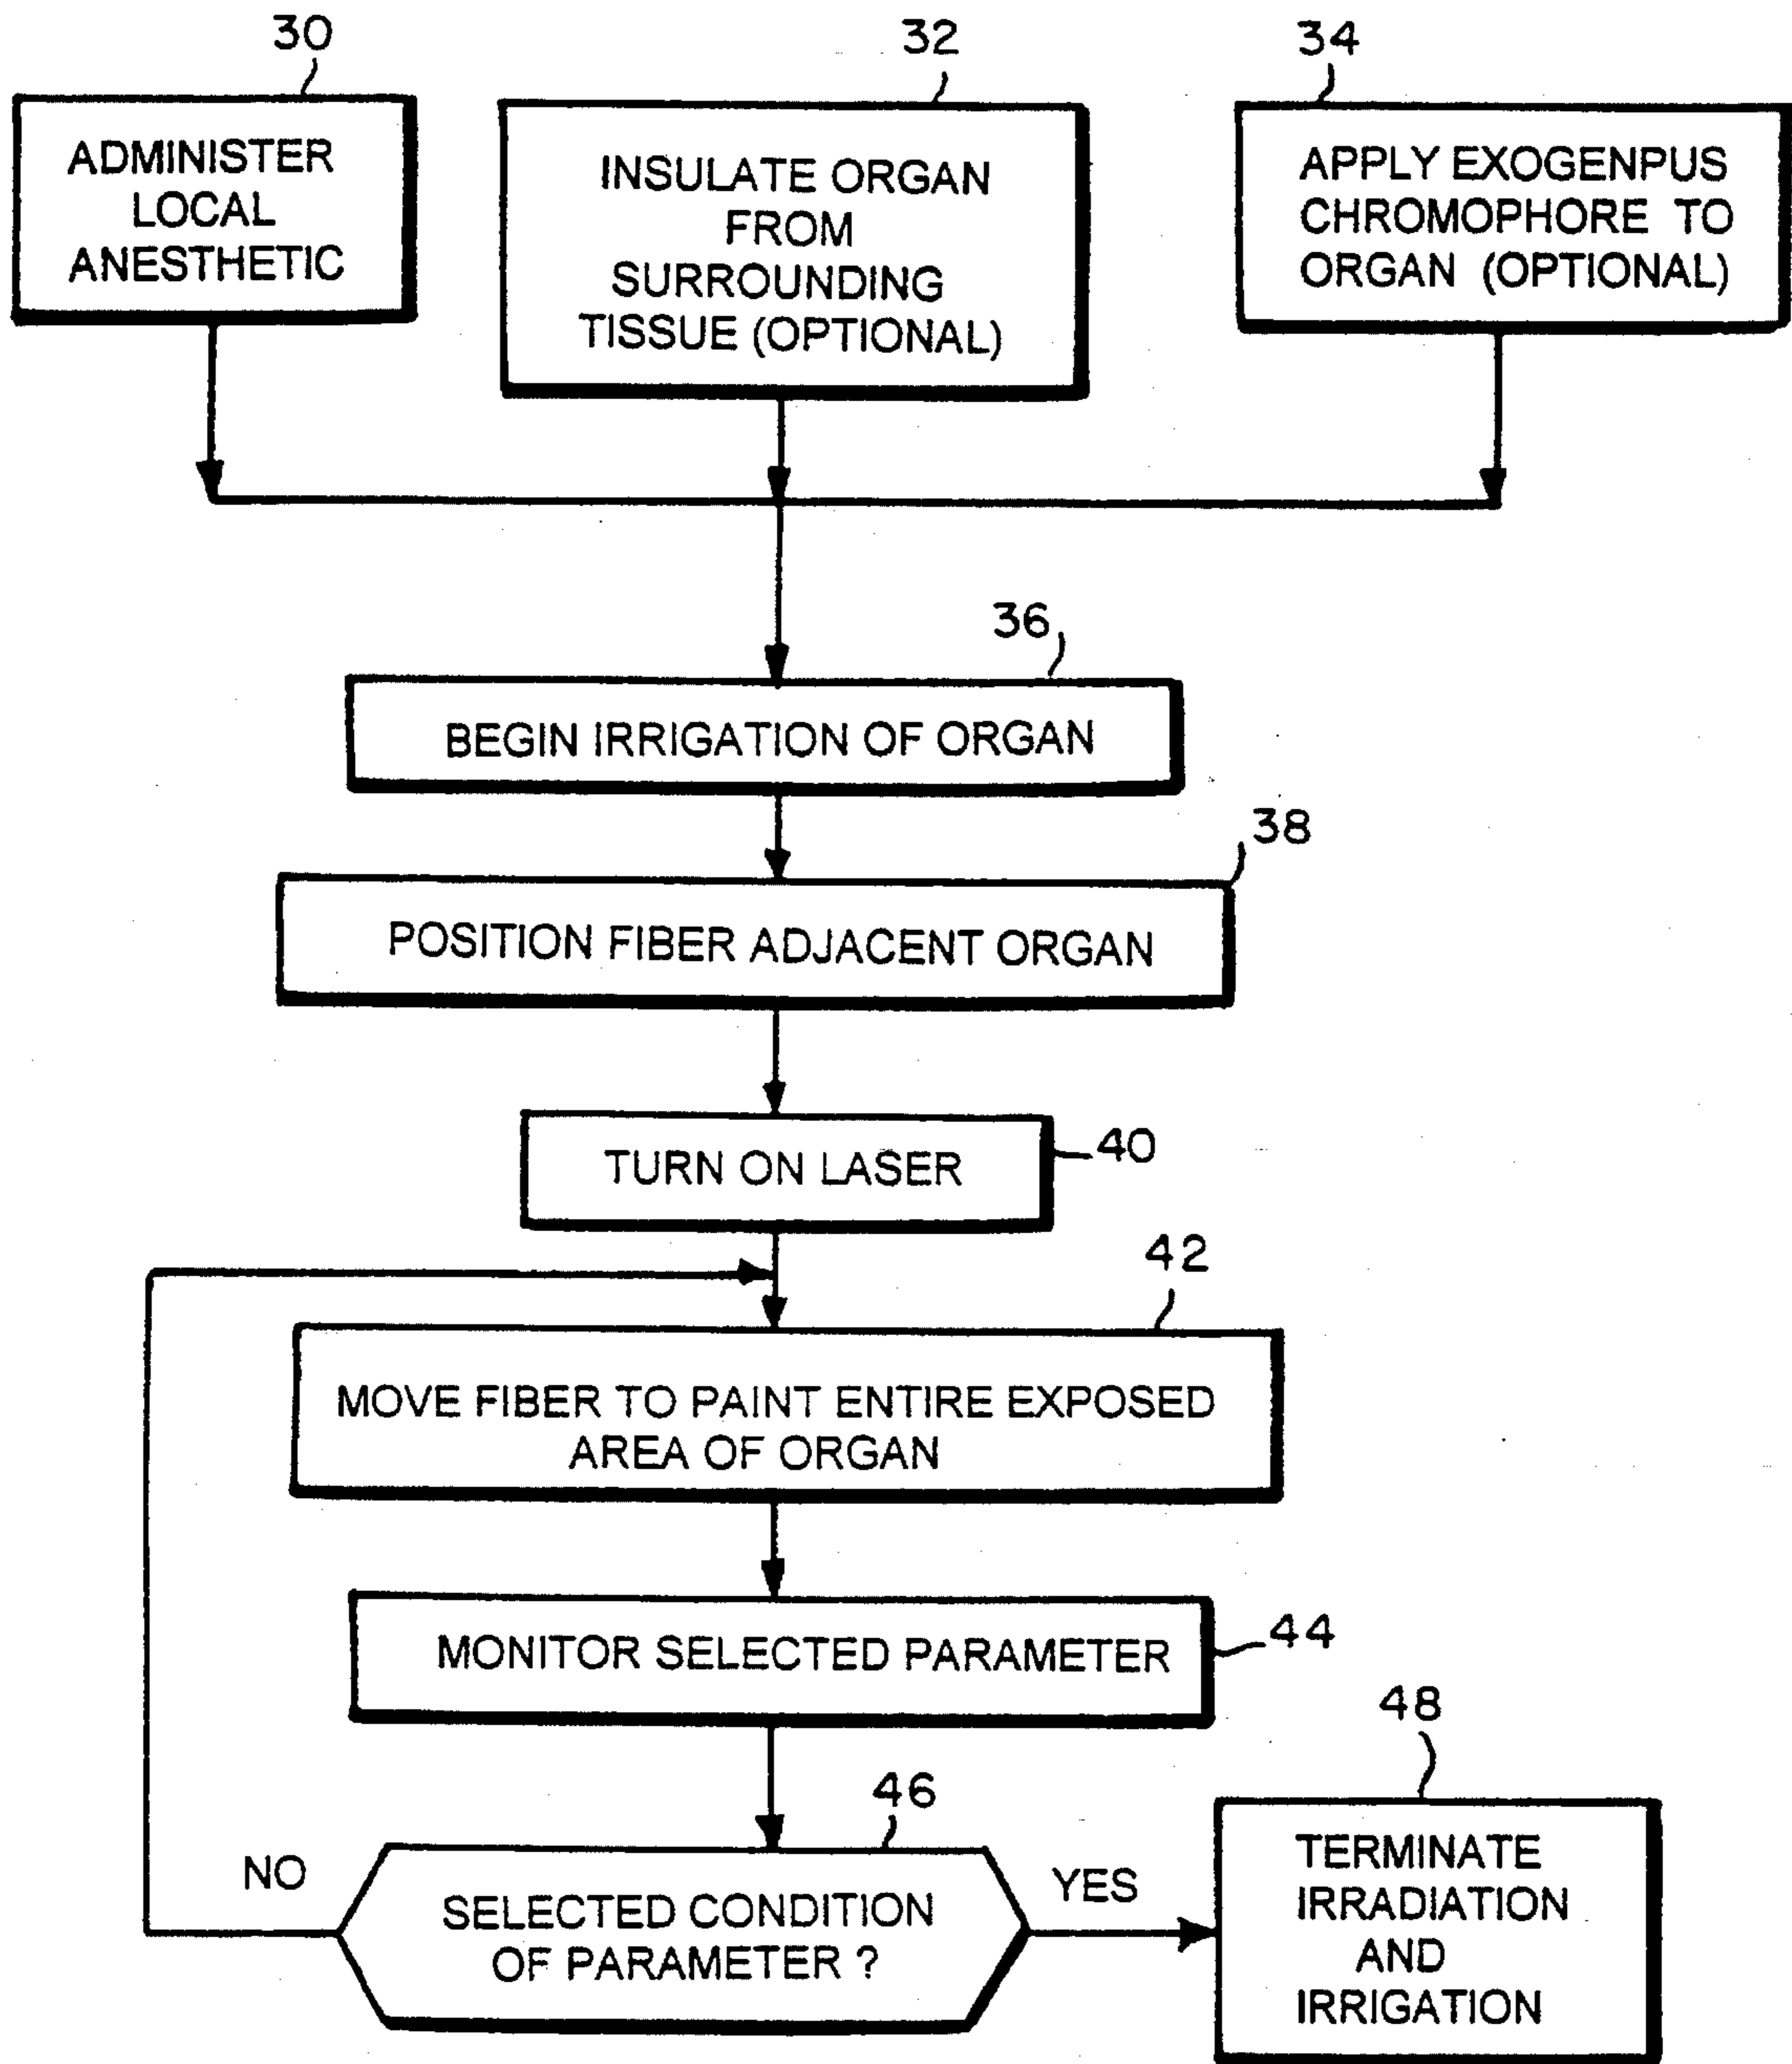 30
ADMINISTER
LOCAL
ANESTHETIC
32
INSULATE ORGAN
FROM
SURROUNDING
TISSUE (OPTIONAL)
34
APPLY EXOGENPUS
CHROMOPHORE TO
ORGAN (OPTIONAL)
36
BEGIN IRRIGATION OF ORGAN
38
POSITION FIBER ADJACENT ORGAN
TURN ON LASER
40
42
MOVE FIBER TO PAINT ENTIRE EXPOSED
AREA OF ORGAN
MONITOR SELECTED PARAMETER
44
46
NO
SELECTED CONDITION
OF PARAMETER ?
YES
48
TERMINATE
IRRADIATION
AND
IRRIGATION